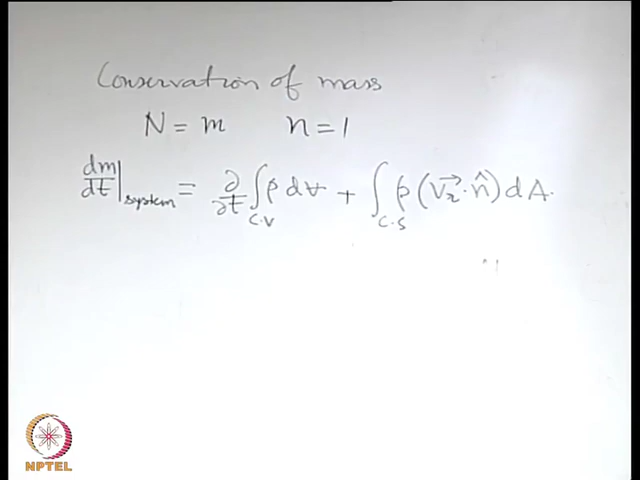 Conservation of mass
N = m n = 1
dm/dt|system = ∂/∂t ∫C.V ρ d∀ + ∫C.S ρ (V⃗r · n̂) dA.
NPTEL